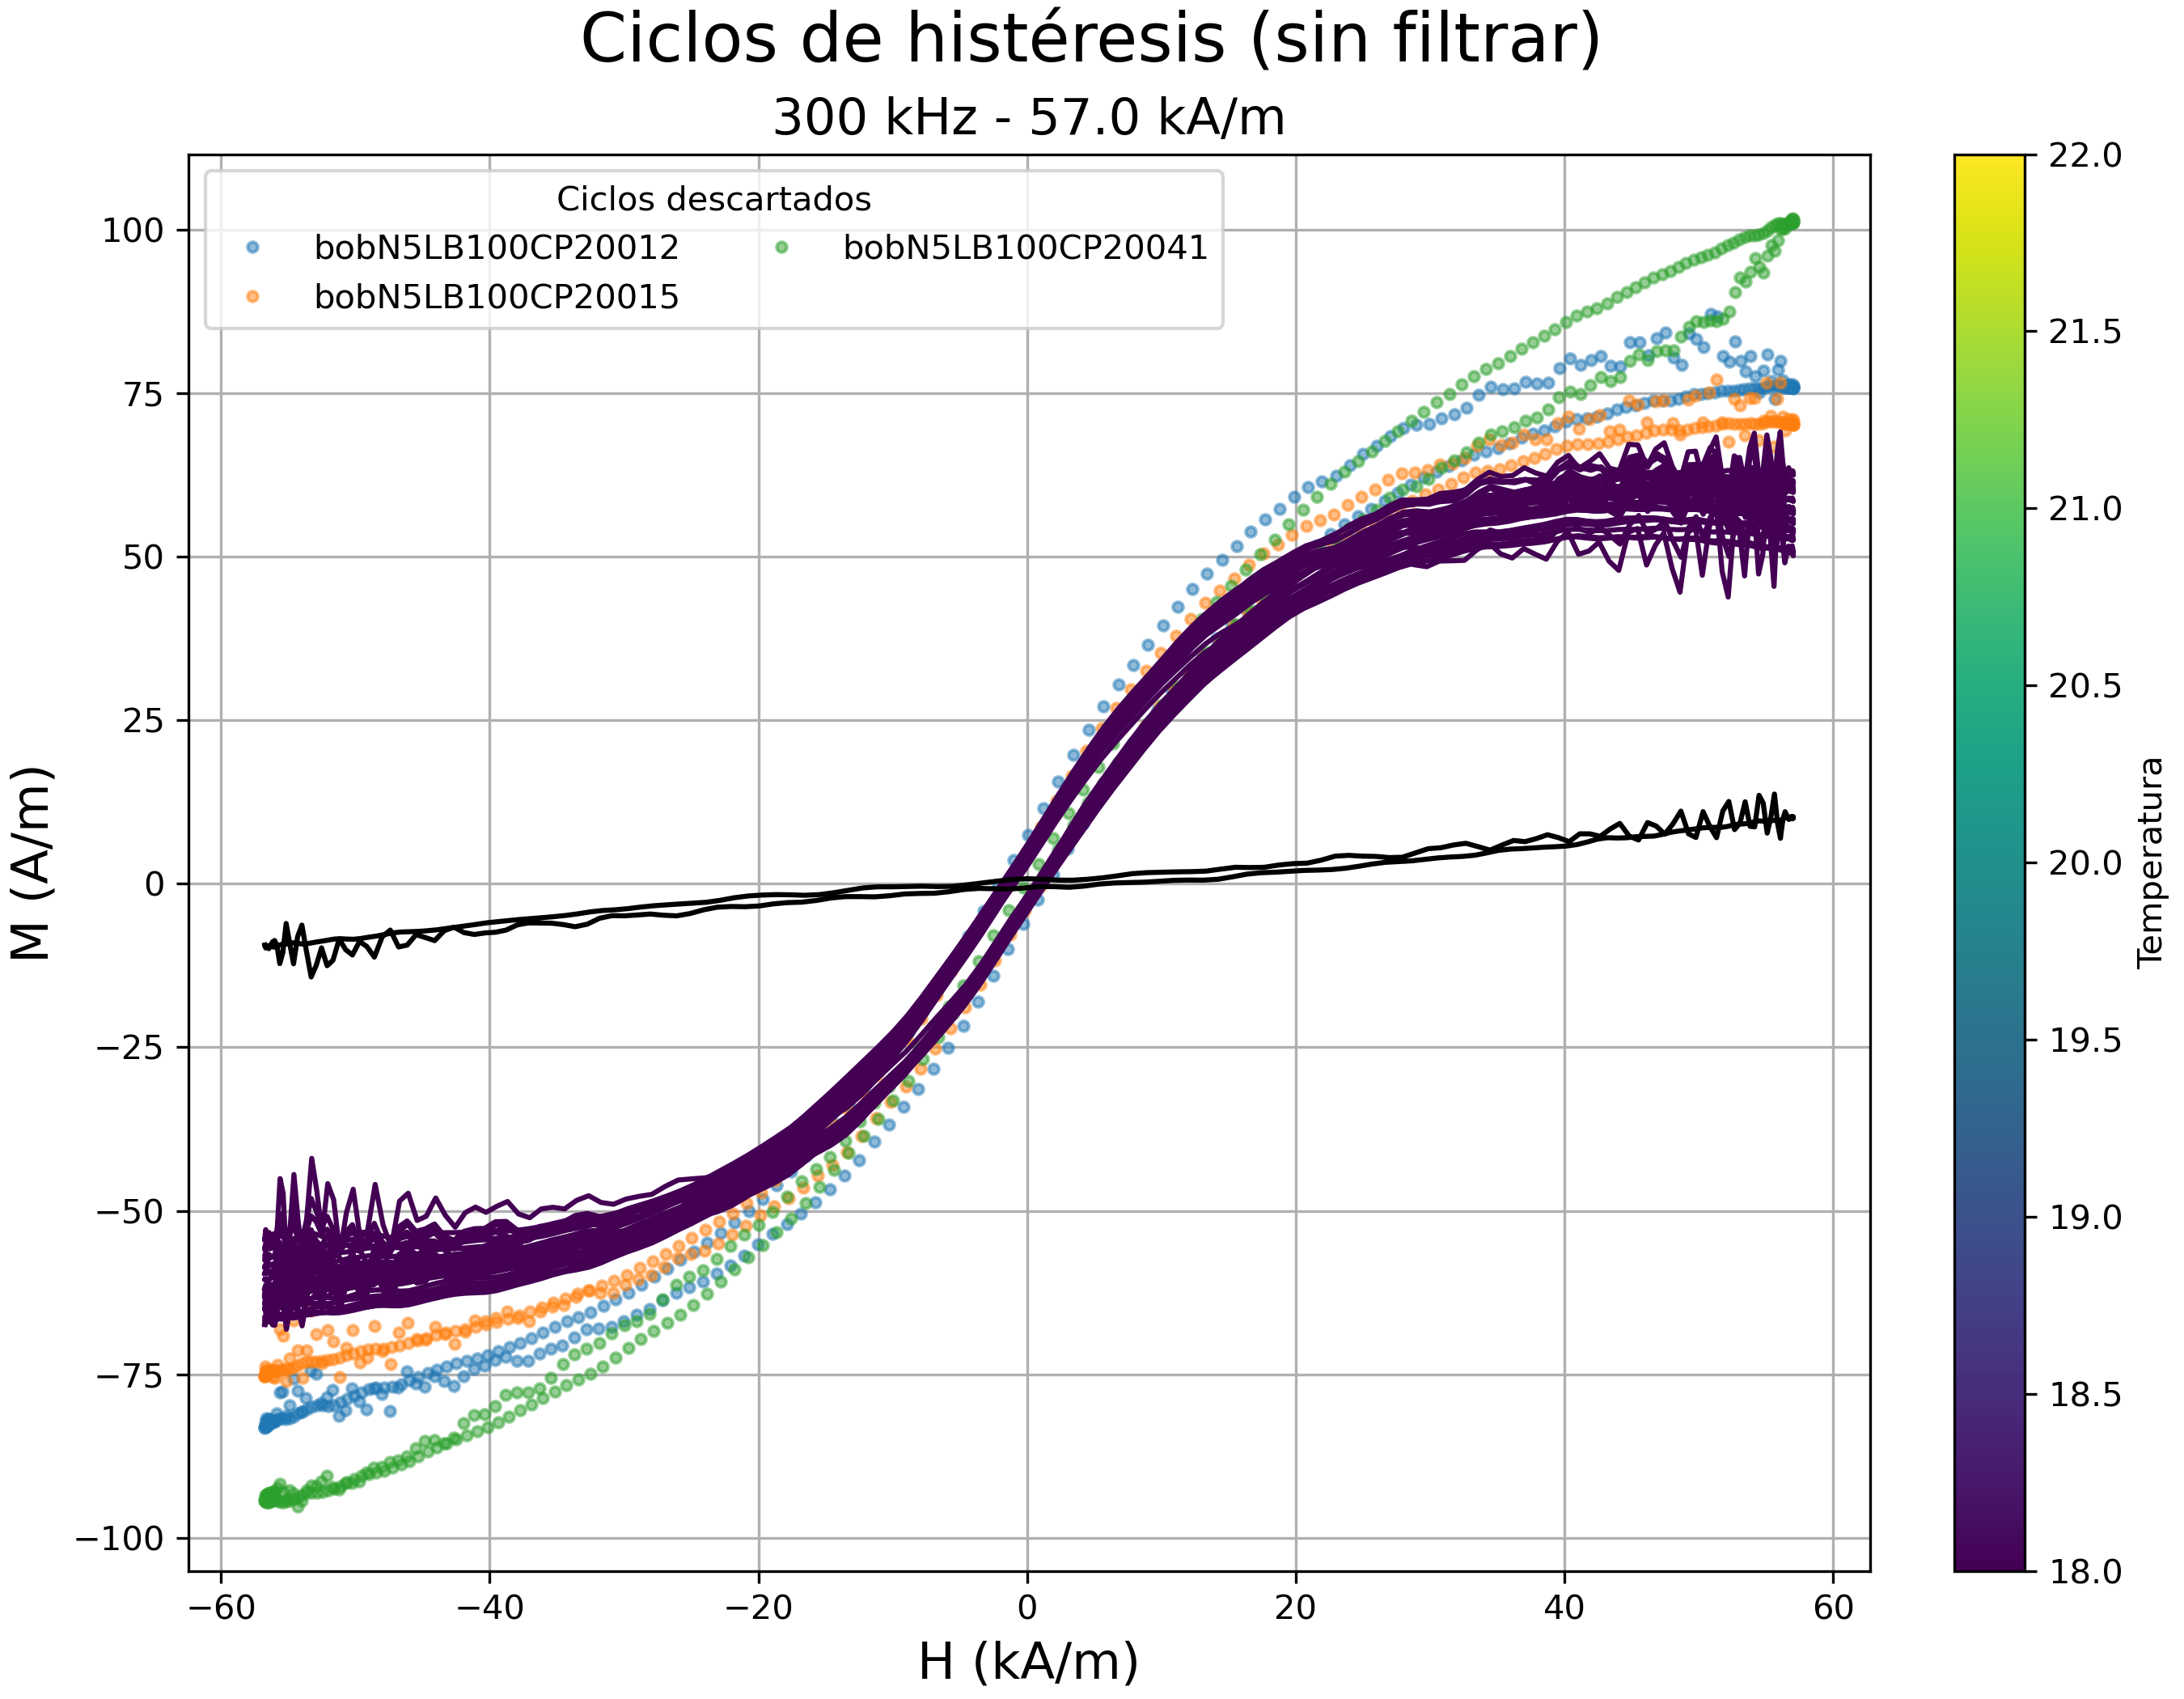 Ciclos de histéresis (sin filtrar)
300 kHz - 57.0 kA/m
Ciclos descartados
bobN5LB100CP20012
bobN5LB100CP20015
bobN5LB100CP20041
M (A/m)
100
75
50
25
0
−25
−50
−75
−100
−60
−40
−20
0
20
40
60
H (kA/m)
22.0
21.5
21.0
20.5
20.0
19.5
19.0
18.5
18.0
Temperatura